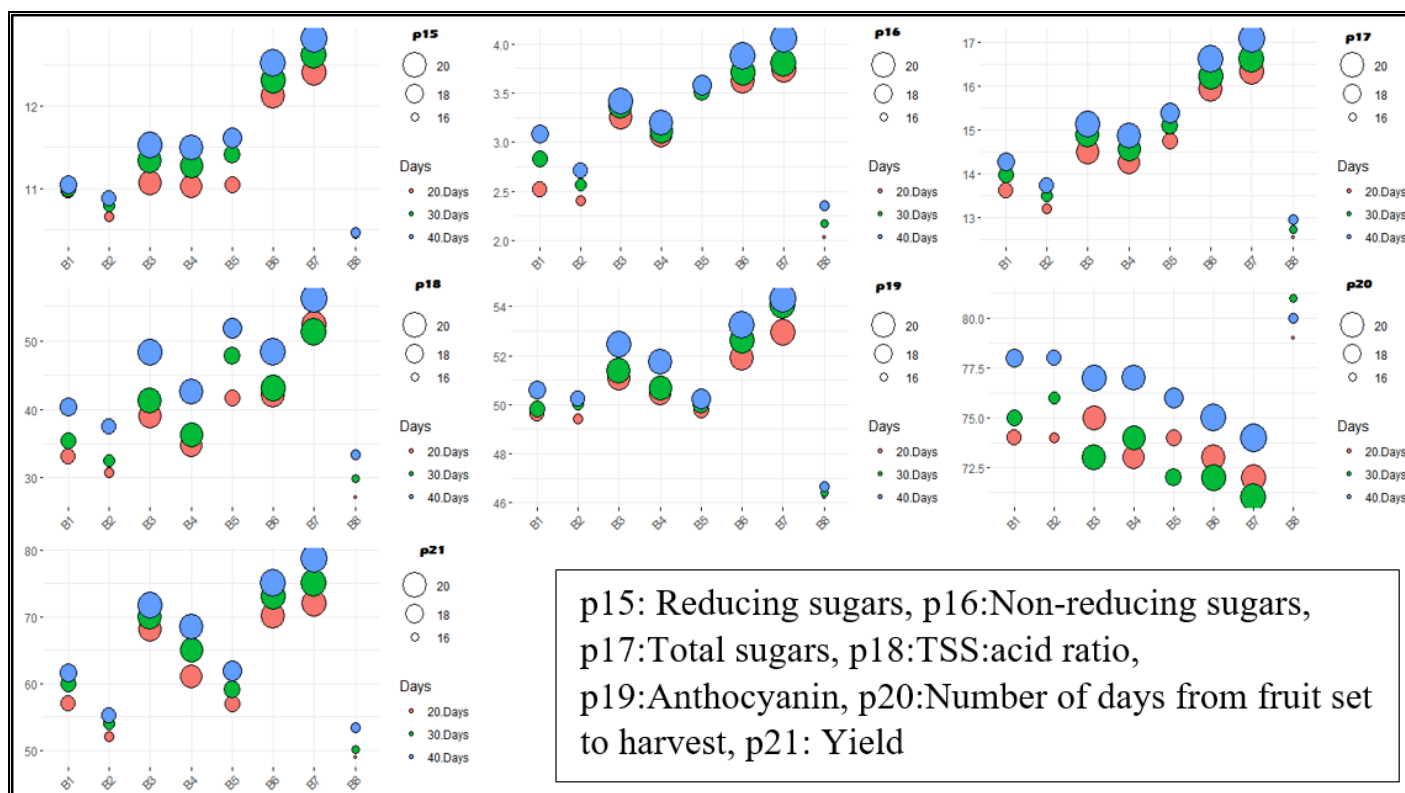 p15
20
18
16
Days
20.Days
30.Days
40.Days
12
11
B1 B2 B3 B4 B5 B6 B7 B8
p16
20
18
16
Days
20.Days
30.Days
40.Days
4.0
3.5
3.0
2.5
2.0
B1 B2 B3 B4 B5 B6 B7 B8
p17
20
18
16
Days
20.Days
30.Days
40.Days
17
16
15
14
13
B1 B2 B3 B4 B5 B6 B7 B8
p18
20
18
16
Days
20.Days
30.Days
40.Days
50
40
30
B1 B2 B3 B4 B5 B6 B7 B8
p19
20
18
16
Days
20.Days
30.Days
40.Days
54
52
50
48
46
B1 B2 B3 B4 B5 B6 B7 B8
p20
20
18
16
Days
20.Days
30.Days
40.Days
80.0
77.5
75.0
72.5
B1 B2 B3 B4 B5 B6 B7 B8
p21
20
18
16
Days
20.Days
30.Days
40.Days
80
70
60
50
B1 B2 B3 B4 B5 B6 B7 B8
p15: Reducing sugars, p16:Non-reducing sugars,
p17:Total sugars, p18:TSS:acid ratio,
p19:Anthocyanin, p20:Number of days from fruit set
to harvest, p21: Yield